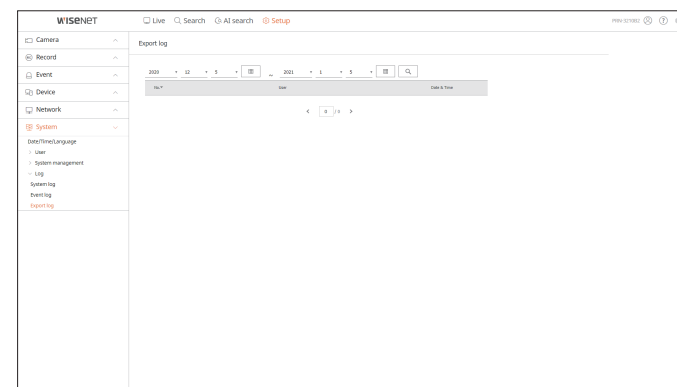 WISENET
Live Search AI search Setup
PRN-3210B2
Camera
Export log
Record
Event
2020 12 5 _ 2021 1 5
No. User Date & Time
Device
Network
0 / 0
System
Date/Time/Language
User
System management
Log
System log
Event log
Export log